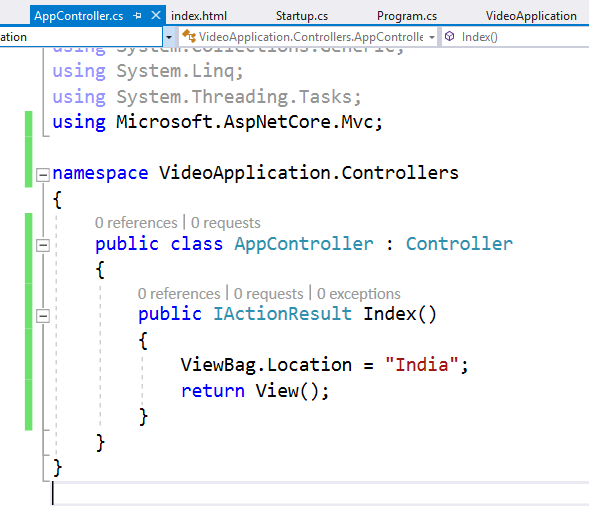 AppController.cs index.html Startup.cs Program.cs VideoApplication
ation VideoApplication.Controllers.AppControlle Index()
using System.Collections.Generic;
using System.Linq;
using System.Threading.Tasks;
using Microsoft.AspNetCore.Mvc;
namespace VideoApplication.Controllers
{
0 references | 0 requests
public class AppController : Controller
{
0 references | 0 requests | 0 exceptions
public IActionResult Index()
{
ViewBag.Location = "India";
return View();
}
}
}